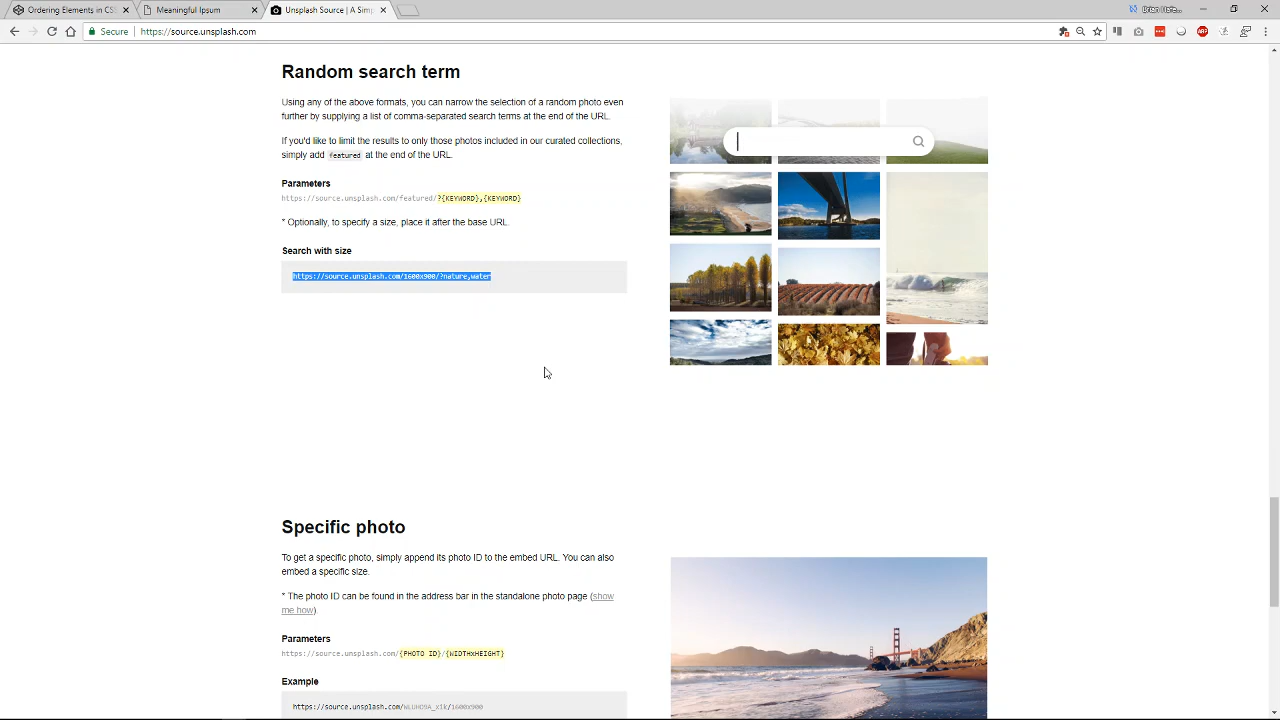 Ordering Elements in CS
Meaningful Ipsum
Unsplash Source | A Simp
Secure
https://source.unsplash.com
Random search term
Using any of the above formats, you can narrow the selection of a random photo even
further by supplying a list of comma-separated search terms at the end of the URL.
If you'd like to limit the results to only those photos included in our curated collections,
simply add featured at the end of the URL.
Parameters
https://source.unsplash.com/featured/?{KEYWORD},{KEYWORD}
* Optionally, to specify a size, place it after the base URL.
Search with size
https://source.unsplash.com/1600x900/?nature,water
Specific photo
To get a specific photo, simply append its photo ID to the embed URL. You can also
embed a specific size.
* The photo ID can be found in the address bar in the standalone photo page (show
me how).
Parameters
https://source.unsplash.com/{PHOTO ID}/{WIDTHxHEIGHT}
Example
https://source.unsplash.com/WLUHO9A_xik/1600x900